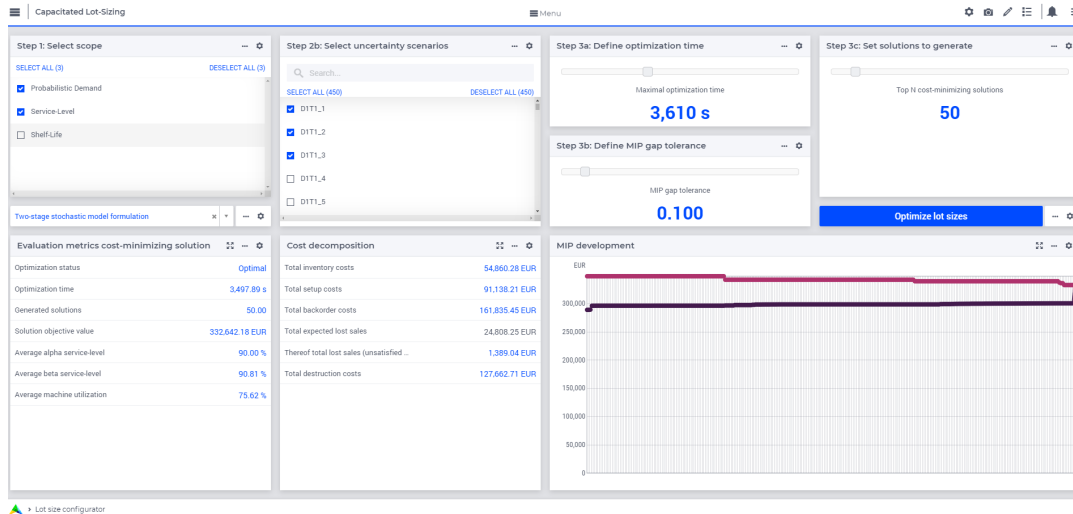 Capacitated Lot-Sizing
Menu
Step 1: Select scope
SELECT ALL (3) DESELECT ALL (3)
Probabilistic Demand
Service-Level
Shelf-Life
Two-stage stochastic model formulation
Step 2b: Select uncertainty scenarios
Search...
SELECT ALL (450) DESELECT ALL (450)
D1T1_1
D1T1_2
D1T1_3
D1T1_4
D1T1_5
Step 3a: Define optimization time
Maximal optimization time
3,610 s
Step 3b: Define MIP gap tolerance
MIP gap tolerance
0.100
Step 3c: Set solutions to generate
Top N cost-minimizing solutions
50
Optimize lot sizes
Evaluation metrics cost-minimizing solution
Optimization status Optimal
Optimization time 3,497.89 s
Generated solutions 50.00
Solution objective value 332,642.18 EUR
Average alpha service-level 90.00 %
Average beta service-level 90.81 %
Average machine utilization 75.62 %
Cost decomposition
Total inventory costs 54,860.28 EUR
Total setup costs 91,138.21 EUR
Total backorder costs 161,835.45 EUR
Total expected lost sales 24,808.25 EUR
Thereof total lost sales (unsatisfied ... 1,389.04 EUR
Total destruction costs 127,662.71 EUR
MIP development
EUR
300,000
250,000
200,000
150,000
100,000
50,000
0
Lot size configurator